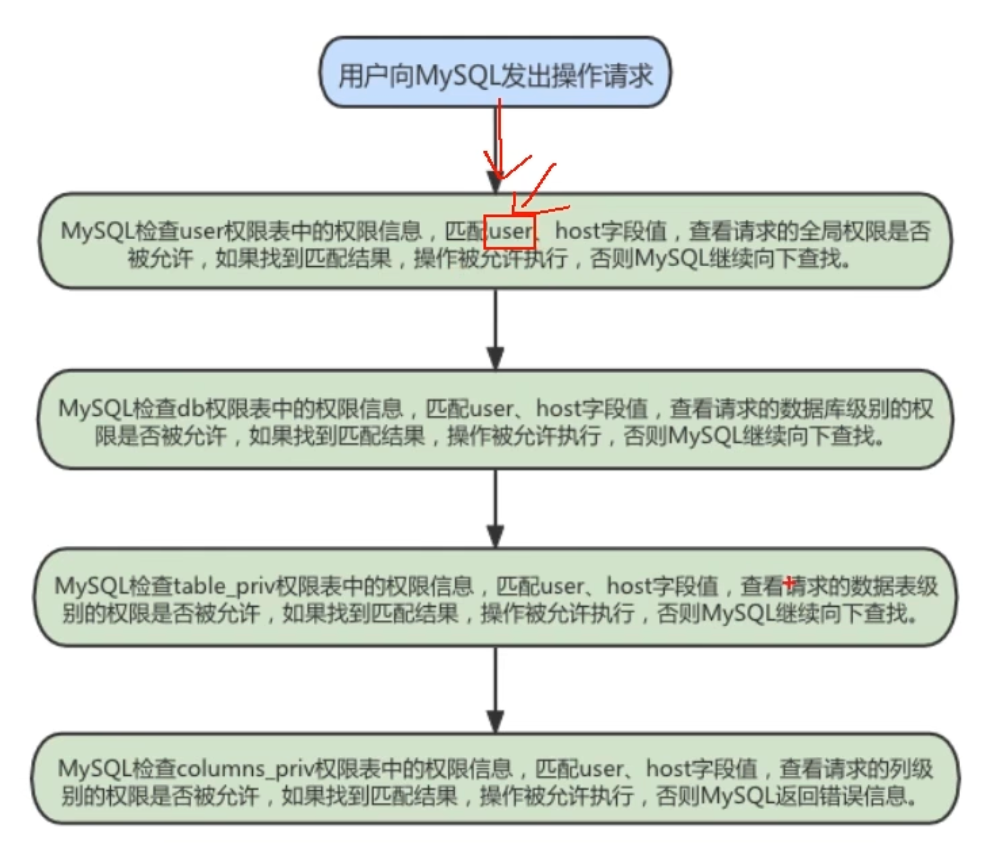 用户向MySQL发出操作请求
MySQL检查user权限表中的权限信息，匹配user、host字段值，查看请求的全局权限是否
被允许，如果找到匹配结果，操作被允许执行，否则MySQL继续向下查找。
MySQL检查db权限表中的权限信息，匹配user、host字段值，查看请求的数据库级别的权
限是否被允许，如果找到匹配结果，操作被允许执行，否则MySQL继续向下查找。
MySQL检查table_priv权限表中的权限信息，匹配user、host字段值，查看请求的数据表级
别的权限是否被允许，如果找到匹配结果，操作被允许执行，否则MySQL继续向下查找。
MySQL检查columns_priv权限表中的权限信息，匹配user、host字段值，查看请求的列级
别的权限是否被允许，如果找到匹配结果，操作被允许执行，否则MySQL返回错误信息。